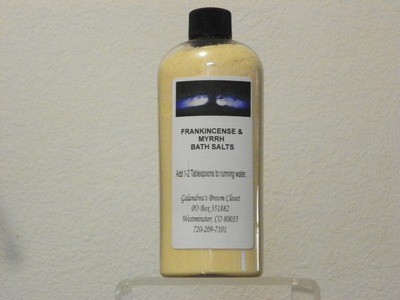 FRANKINCENSE &
MYRRH
BATH SALTS
Add 1-2 Tablespoons to running water.
Galandria's Broom Closet
PO Box 351882
Westminster, CO 80035
720-209-7101